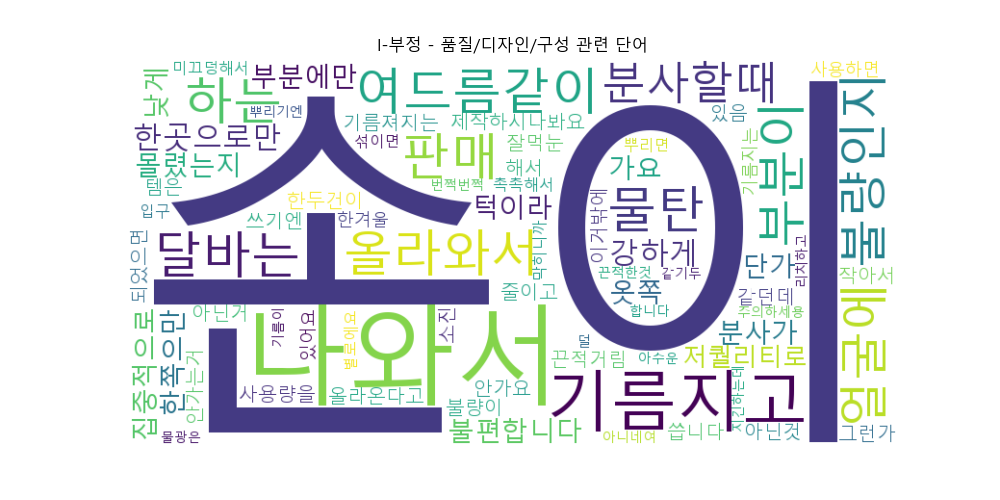 I-부정 - 품질/디자인/구성 관련 단어
미끄덩해서
부분에만
여드름같이
분사할때
사용하면
낮게
하는
뿌리기엔
기름져지는
제작하시나봐요
있음
한곳으로만
섞이면
판매
잘먹는
뿌리면
몰렸는지
해서
가요
부분이
불량인지
기름지는
템은
번쩍번쩍
촉촉해서
손이
한두건이
턱이라
이거밖에
물탄
입구
쓰기엔
한겨울
달바는
올라와서
막히니까
강하게
리치하고
되었으면
끈적한것
같기두
단가
작아서
줄이고
옷쪽
같던데
아닌거
나와서
합니다
주의하세용
얼굴에
집중적으로
한쪽으만
기름이
있어요
별로에요
소진
덜
분사가
안가는거
끈적거림
아수운
저퀄리티로
사용량을
올라온다고
안가요
기름지고
지긴하는데
불량이
불편합니다
물광은
아니네여
씁니다
아닌것
그런가